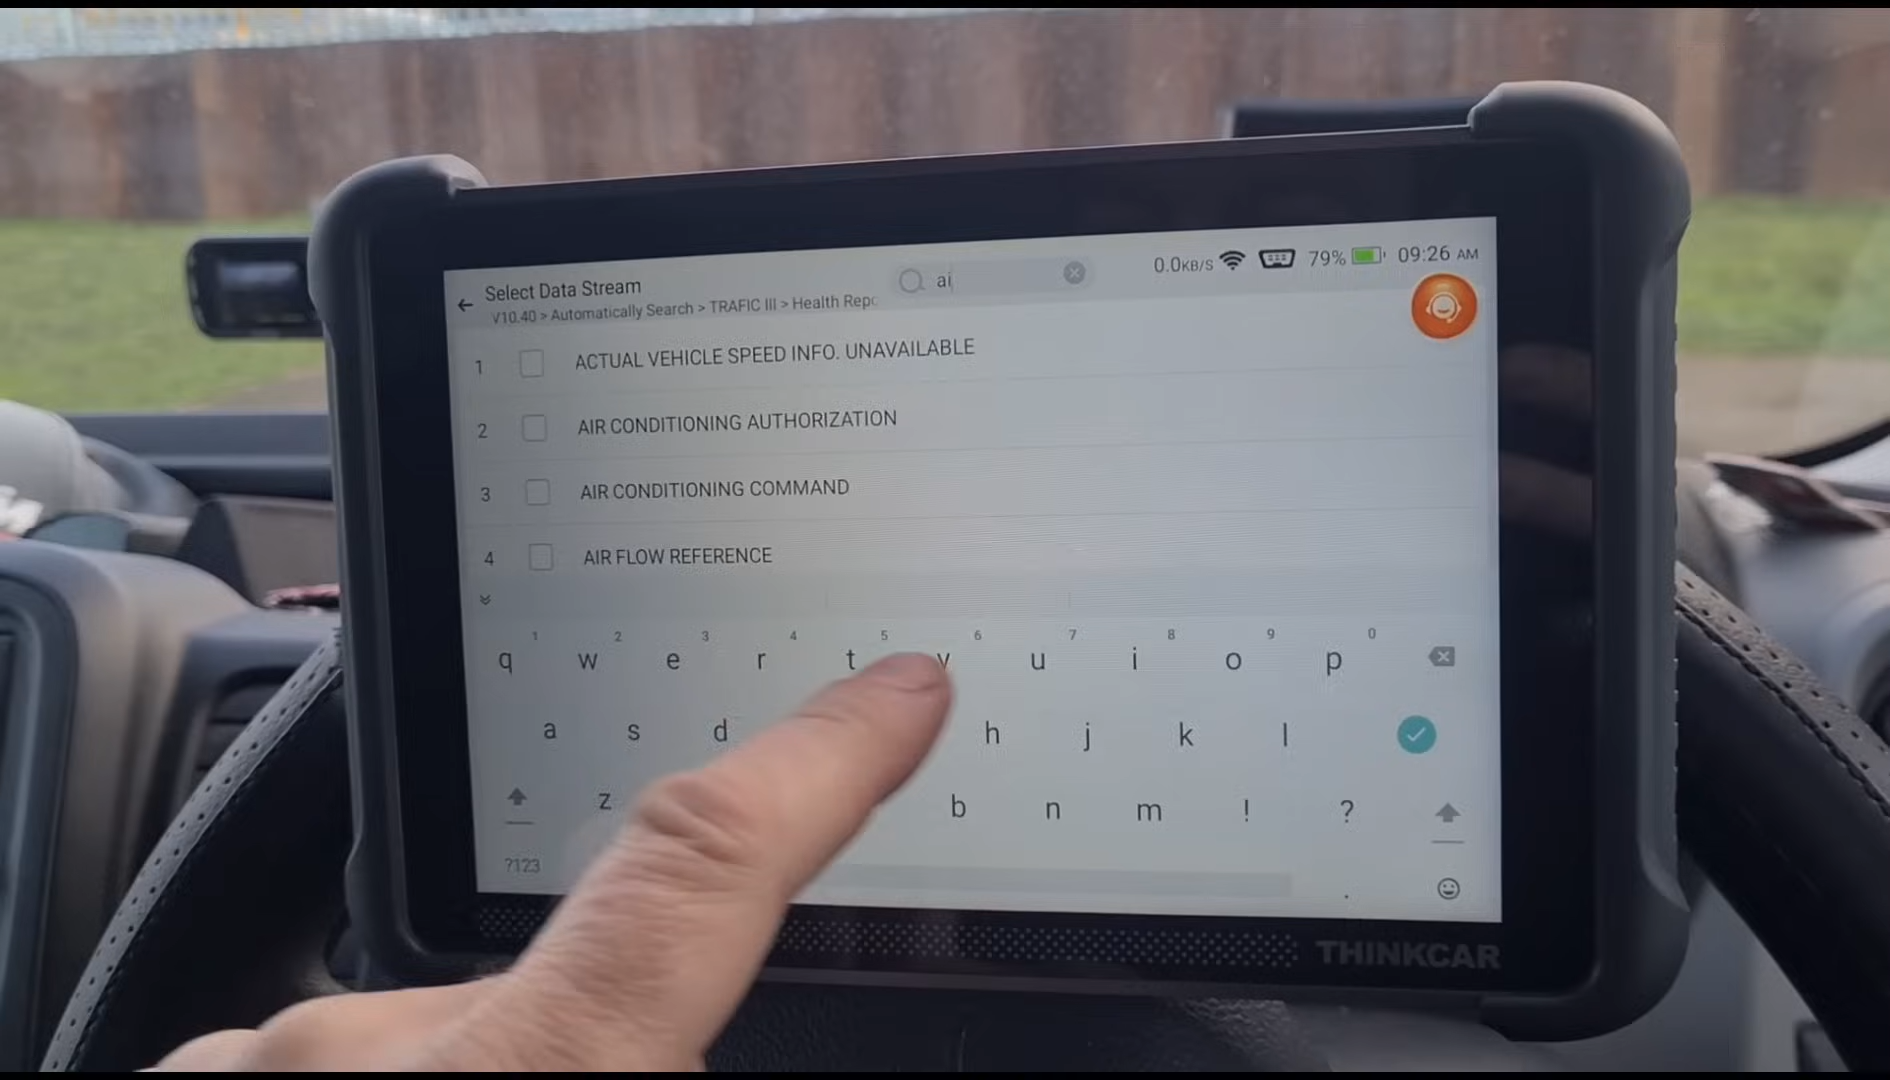 Select Data Stream
V10.40 > Automatically Search > TRAFIC III > Health Repo
ai
0.0KB/S 79% 09:26 AM
1 ACTUAL VEHICLE SPEED INFO. UNAVAILABLE
2 AIR CONDITIONING AUTHORIZATION
3 AIR CONDITIONING COMMAND
4 AIR FLOW REFERENCE
1 2 3 4 5 6 7 8 9 0
q w e r t y u i o p
a s d h j k l
z b n m ! ?
?123 .
THINKCAR